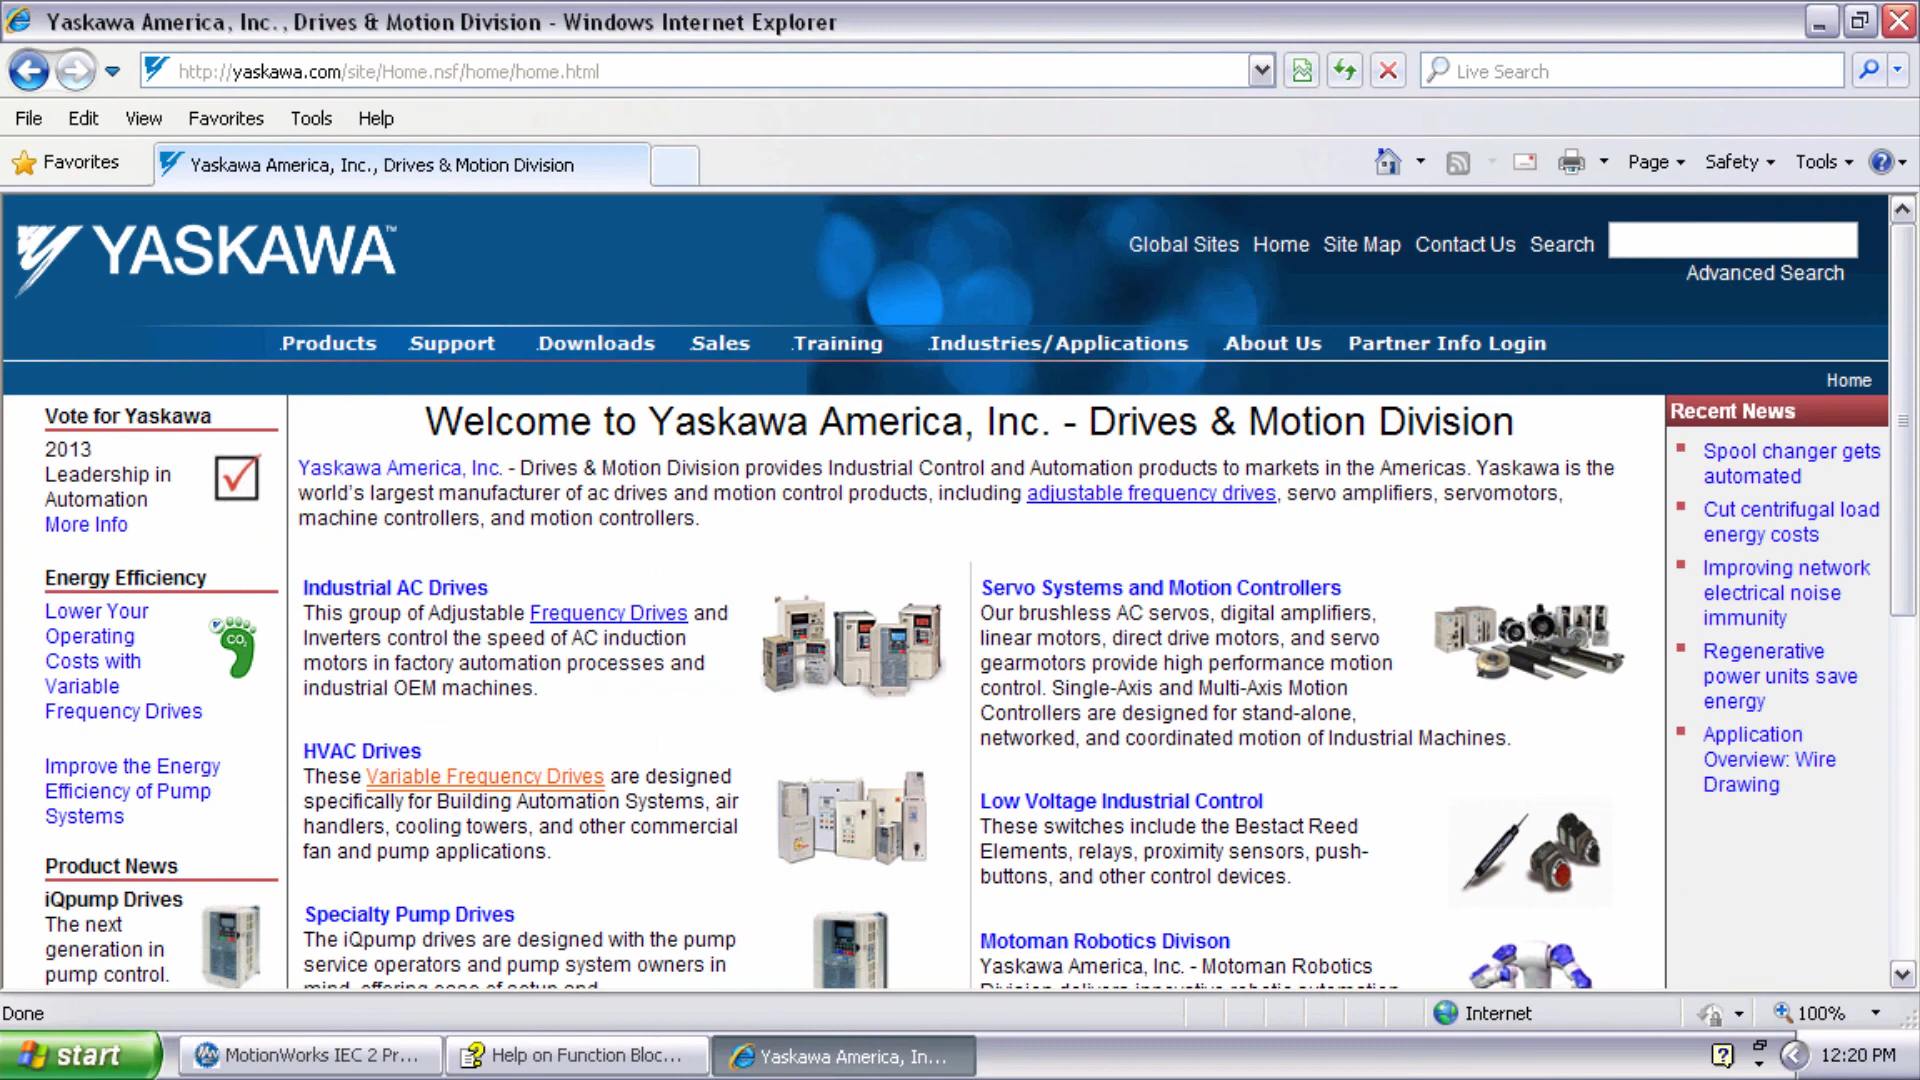 Yaskawa America, Inc., Drives & Motion Division - Windows Internet Explorer
http://yaskawa.com/site/Home.nsf/home/home.html
Live Search
File Edit View Favorites Tools Help
Favorites
Yaskawa America, Inc., Drives & Motion Division
Page Safety Tools
YASKAWA™
Global Sites Home Site Map Contact Us Search
Advanced Search
.Products .Support .Downloads .Sales .Training .Industries/Applications .About Us Partner Info Login
Home
Vote for Yaskawa
2013
Leadership in
Automation
More Info
Energy Efficiency
Lower Your
Operating
Costs with
Variable
Frequency Drives
CO2
Improve the Energy
Efficiency of Pump
Systems
Product News
iQpump Drives
The next
generation in
pump control.
Welcome to Yaskawa America, Inc. - Drives & Motion Division
Yaskawa America, Inc. - Drives & Motion Division provides Industrial Control and Automation products to markets in the Americas. Yaskawa is the
world's largest manufacturer of ac drives and motion control products, including adjustable frequency drives, servo amplifiers, servomotors,
machine controllers, and motion controllers.
Industrial AC Drives
This group of Adjustable Frequency Drives and
Inverters control the speed of AC induction
motors in factory automation processes and
industrial OEM machines.
HVAC Drives
These Variable Frequency Drives are designed
specifically for Building Automation Systems, air
handlers, cooling towers, and other commercial
fan and pump applications.
Specialty Pump Drives
The iQpump drives are designed with the pump
service operators and pump system owners in
mind, offering ease of setup and
Servo Systems and Motion Controllers
Our brushless AC servos, digital amplifiers,
linear motors, direct drive motors, and servo
gearmotors provide high performance motion
control. Single-Axis and Multi-Axis Motion
Controllers are designed for stand-alone,
networked, and coordinated motion of Industrial Machines.
Low Voltage Industrial Control
These switches include the Bestact Reed
Elements, relays, proximity sensors, push-
buttons, and other control devices.
Motoman Robotics Divison
Yaskawa America, Inc. - Motoman Robotics
Division delivers innovative robotic automation
Recent News
Spool changer gets
automated
Cut centrifugal load
energy costs
Improving network
electrical noise
immunity
Regenerative
power units save
energy
Application
Overview: Wire
Drawing
Done
Internet
100%
start
MotionWorks IEC 2 Pr...
Help on Function Bloc...
Yaskawa America, In...
12:20 PM